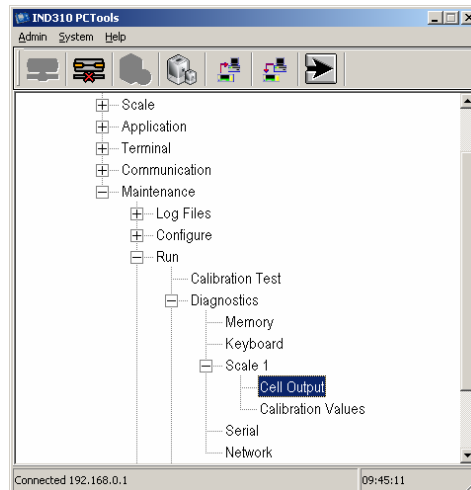 IND310 PCTools
Admin System Help
Scale
Application
Terminal
Communication
Maintenance
Log Files
Configure
Run
Calibration Test
Diagnostics
Memory
Keyboard
Scale 1
Cell Output
Calibration Values
Serial
Network
Connected 192.168.0.1 09:45:11